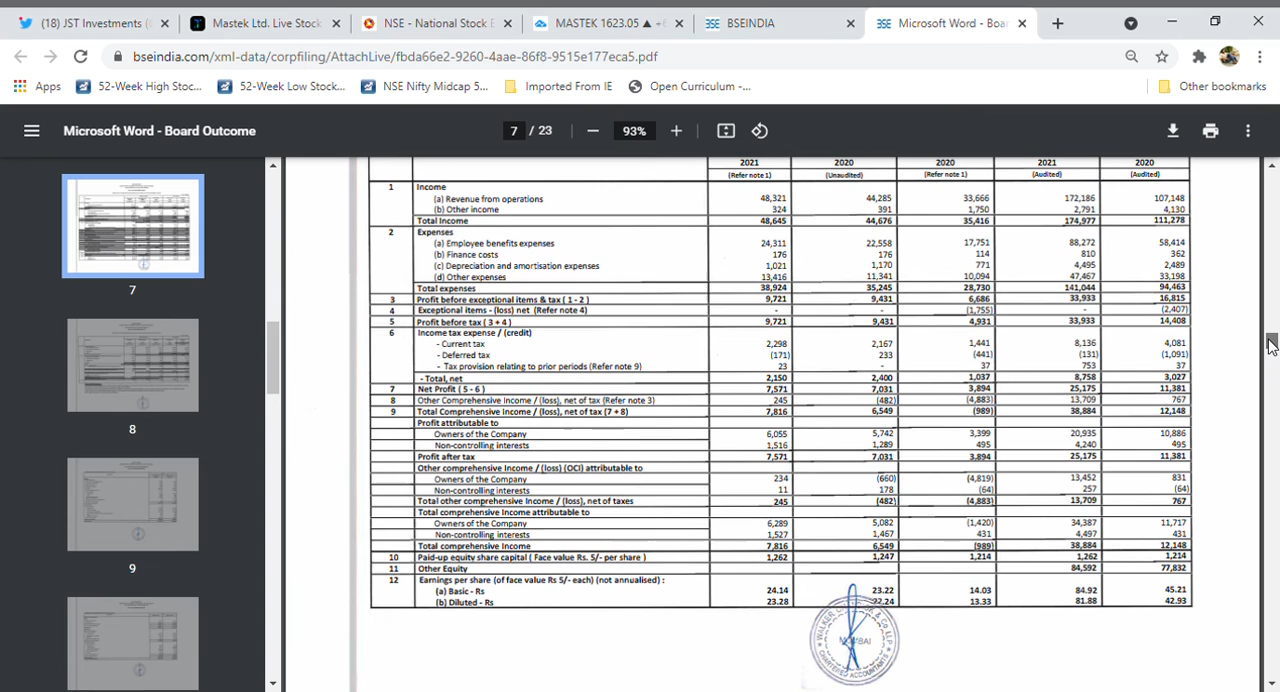 (18) JST Investments (
Mastek Ltd. Live Stock
NSE - National Stock E
MASTEK 1623.05 ▲ +6
BSEINDIA
Microsoft Word - Boa
bseindia.com/xml-data/corpfiling/AttachLive/fbda66e2-9260-4aae-86f8-9515e177eca5.pdf
Apps 52-Week High Stoc... 52-Week Low Stock... NSE Nifty Midcap 5... Imported From IE Open Curriculum -... Other bookmarks
Microsoft Word - Board Outcome 7 / 23 93%
7
8
9
2021 2020 2020 2021 2020
(Refer note 1) (Unaudited) (Refer note 1) (Audited) (Audited)
1 Income
(a) Revenue from operations 48,321 44,285 33,666 172,186 107,148
(b) Other income 324 391 1,750 2,791 4,130
Total Income 48,645 44,676 35,416 174,977 111,278
2 Expenses
(a) Employee benefits expenses 24,311 22,558 17,751 88,272 58,414
(b) Finance costs 176 176 114 810 362
(c) Depreciation and amortisation expenses 1,021 1,170 771 4,495 2,489
(d) Other expenses 13,416 11,341 10,094 47,467 33,198
Total expenses 38,924 35,245 28,730 141,044 94,463
3 Profit before exceptional items & tax ( 1 - 2 ) 9,721 9,431 6,686 33,933 16,815
4 Exceptional items - (loss) net (Refer note 4) - - (1,755) - (2,407)
5 Profit before tax ( 3 + 4 ) 9,721 9,431 4,931 33,933 14,408
6 Income tax expense / (credit)
- Current tax 2,298 2,167 1,441 8,136 4,081
- Deferred tax (171) 233 (441) (131) (1,091)
- Tax provision relating to prior periods (Refer note 9) 23 - 37 753 37
- Total, net 2,150 2,400 1,037 8,758 3,027
7 Net Profit ( 5 - 6 ) 7,571 7,031 3,894 25,175 11,381
8 Other Comprehensive Income / (loss), net of tax (Refer note 3) 245 (482) (4,883) 13,709 767
9 Total Comprehensive Income / (loss), net of tax (7 + 8) 7,816 6,549 (989) 38,884 12,148
Profit attributable to
Owners of the Company 6,055 5,742 3,399 20,935 10,886
Non-controlling interests 1,516 1,289 495 4,240 495
Profit after tax 7,571 7,031 3,894 25,175 11,381
Other comprehensive Income / (loss) (OCI) attributable to
Owners of the Company 234 (660) (4,819) 13,452 831
Non-controlling interests 11 178 (64) 257 (64)
Total other comprehensive Income / (loss), net of taxes 245 (482) (4,883) 13,709 767
Total comprehensive Income attributable to
Owners of the Company 6,289 5,082 (1,420) 34,387 11,717
Non-controlling interests 1,527 1,467 431 4,497 431
Total comprehensive Income 7,816 6,549 (989) 38,884 12,148
10 Paid-up equity share capital ( Face value Rs. 5/- per share ) 1,262 1,247 1,214 1,262 1,214
11 Other Equity 84,592 77,832
12 Earnings per share (of face value Rs 5/- each) (not annualised) :
(a) Basic - Rs 24.14 23.22 14.03 84.92 45.21
(b) Diluted - Rs 23.28 22.24 13.33 81.88 42.93
WALKER & CO LLP
MUMBAI
CHARTERED ACCOUNTANTS